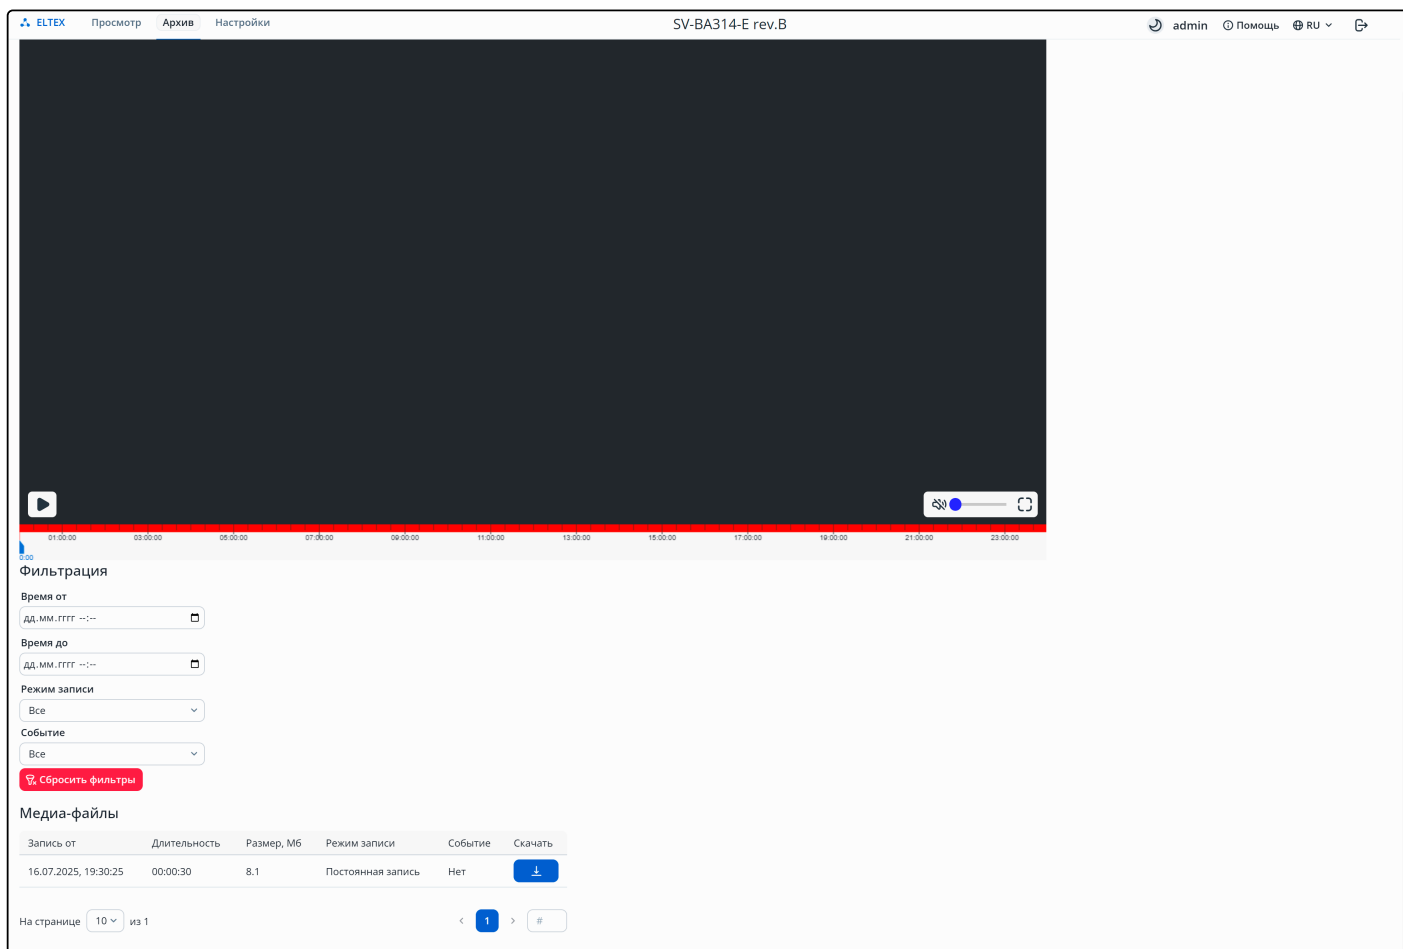 ELTEX Просмотр Архив Настройки SV-BA314-E rev.B admin Помощь RU
01:00:00 03:00:00 05:00:00 07:00:00 09:00:00 11:00:00 13:00:00 15:00:00 17:00:00 19:00:00 21:00:00 23:00:00
0:00
Фильтрация
Время от
дд.мм.гггг --:--
Время до
дд.мм.гггг --:--
Режим записи
Все
Событие
Все
Сбросить фильтры
Медиа-файлы
Запись от Длительность Размер, Мб Режим записи Событие Скачать
16.07.2025, 19:30:25 00:00:30 8.1 Постоянная запись Нет
На странице 10 из 1 < 1 > #